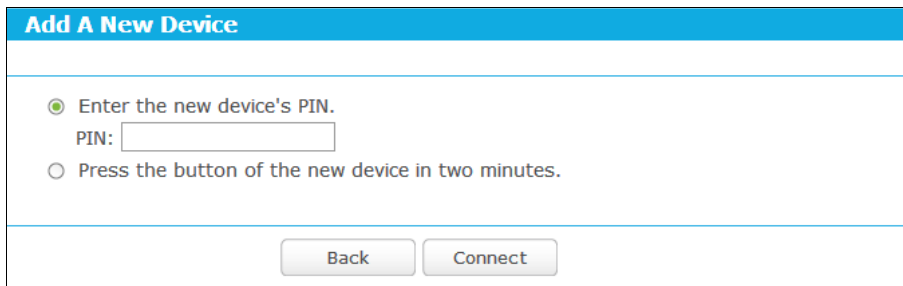 Add A New Device
Enter the new device's PIN.
PIN:
Press the button of the new device in two minutes.
Back Connect